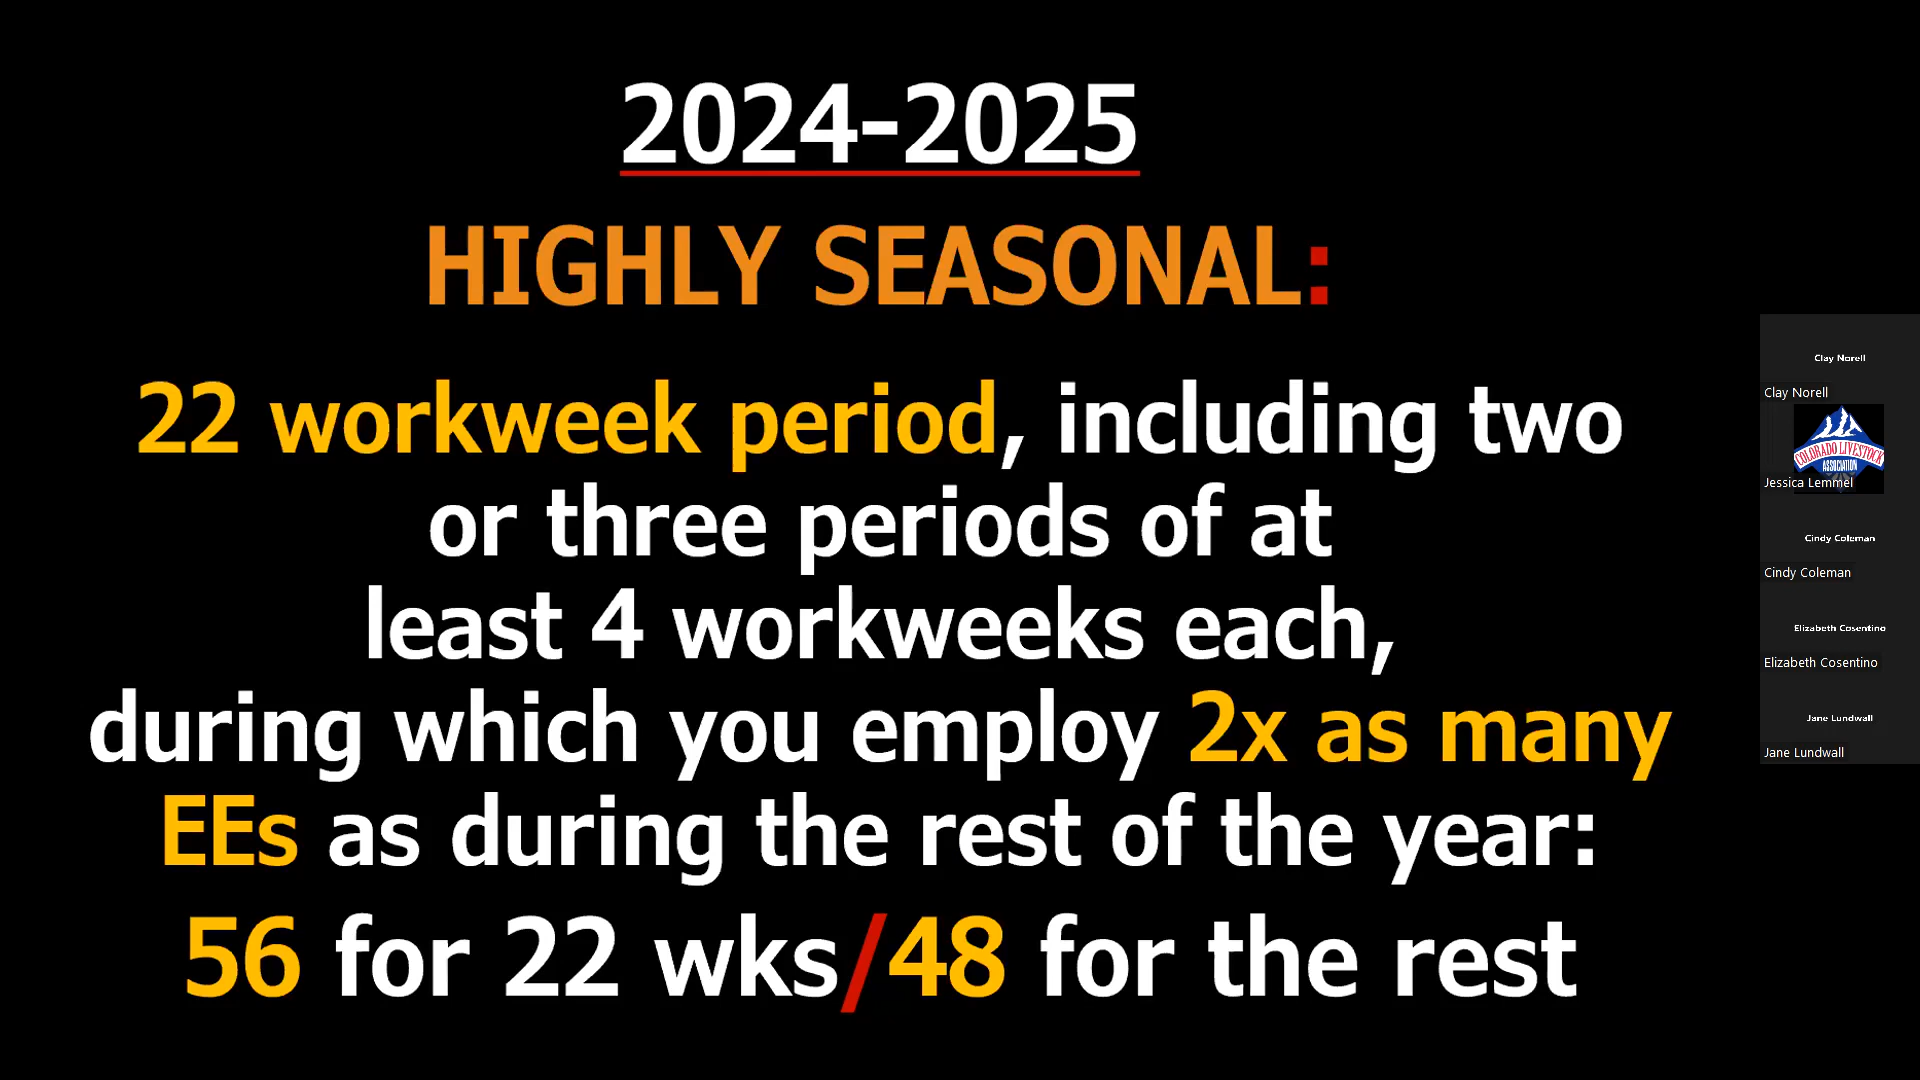 2024-2025
HIGHLY SEASONAL:
22 workweek period, including two
or three periods of at
least 4 workweeks each,
during which you employ 2x as many
EEs as during the rest of the year:
56 for 22 wks/48 for the rest
Clay Norell
Clay Norell
COLORADO LIVESTOCK
ASSOCIATION
Jessica Lemmel
Cindy Coleman
Cindy Coleman
Elizabeth Cosentino
Elizabeth Cosentino
Jane Lundwall
Jane Lundwall